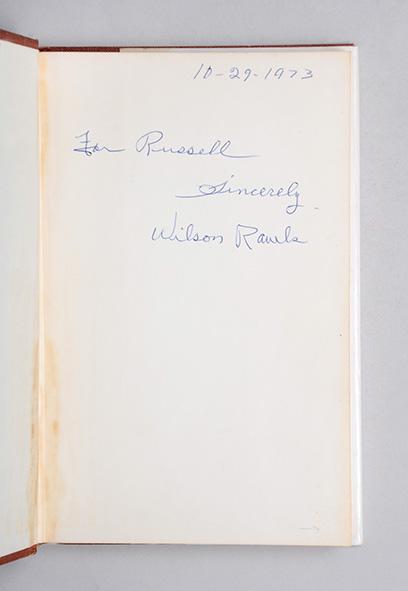 10-29-1973
For Russell
Sincerely
Wilson Rawls